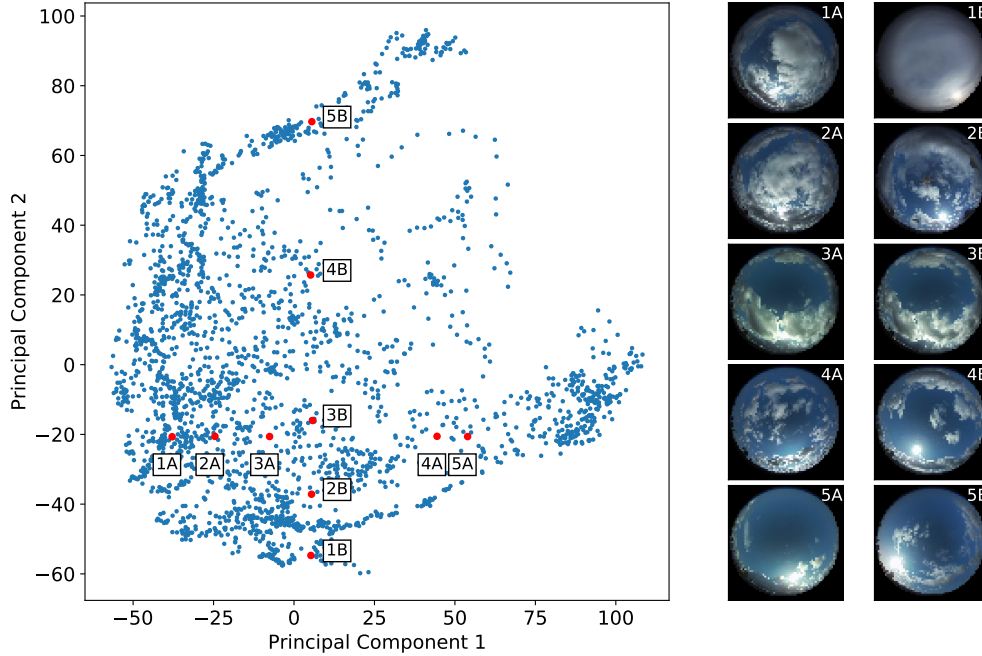 100
80
60
40
20
0
−20
−40
−60
−50
−25
0
25
50
75
100
Principal Component 1
Principal Component 2
5B
4B
3B
1A
2A
3A
4A
5A
2B
1B
1A
2A
2B
3A
4A
5A